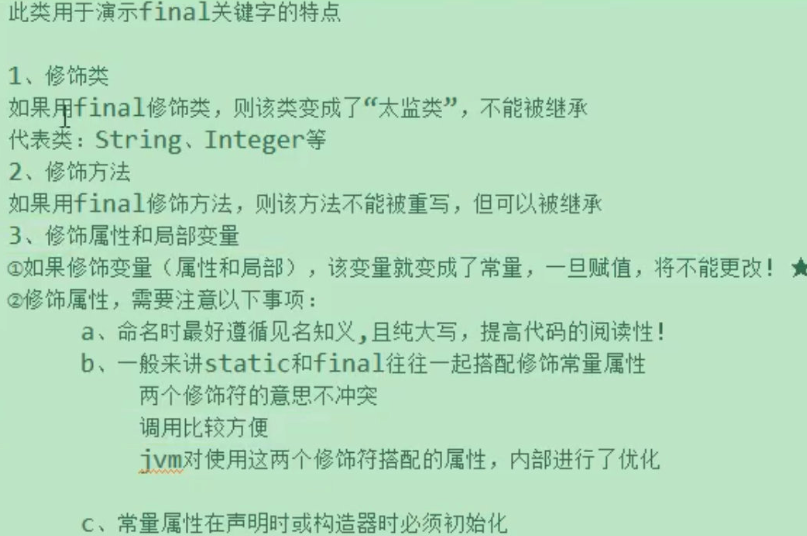 此类用于演示final关键字的特点
1、修饰类
如果用final修饰类，则该类变成了“太监类”，不能被继承
代表类：String、Integer等
2、修饰方法
如果用final修饰方法，则该方法不能被重写，但可以被继承
3、修饰属性和局部变量
①如果修饰变量（属性和局部），该变量就变成了常量，一旦赋值，将不能更改！ ★
②修饰属性，需要注意以下事项：
a、命名时最好遵循见名知义,且纯大写，提高代码的阅读性！
b、一般来讲static和final往往一起搭配修饰常量属性
两个修饰符的意思不冲突
调用比较方便
jvm对使用这两个修饰符搭配的属性，内部进行了优化
c、常量属性在声明时或构造器时必须初始化